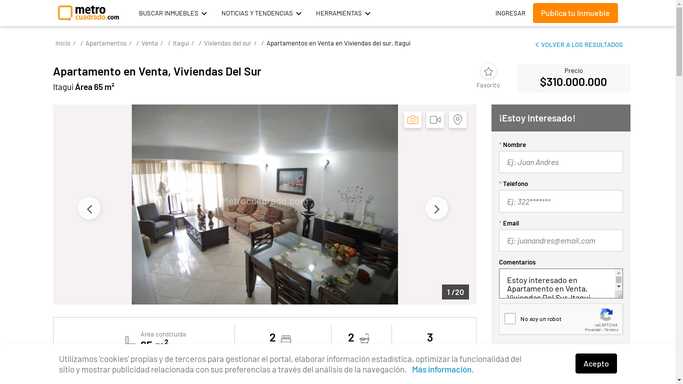 metro
cuadrado.com
BUSCAR INMUEBLES
NOTICIAS Y TENDENCIAS
HERRAMIENTAS
INGRESAR
Publica tu Inmueble
Inicio / / Apartamentos / / Venta / / Itagui / / Viviendas del sur / / Apartamentos en Venta en Viviendas del sur, Itagui
VOLVER A LOS RESULTADOS
Apartamento en Venta, Viviendas Del Sur
Itagui Área 65 m²
Favorito
Precio
$310.000.000
Metrocuadrado.com
1 / 20
¡Estoy Interesado!
* Nombre
Ej: Juan Andres
* Teléfono
Ej: 322*******
* Email
Ej: juanandres@email.com
Comentarios
Estoy interesado en
Apartamento en Venta,
Viviendas Del Sur, Itagui
No soy un robot
reCAPTCHA
Privacidad - Términos
Área construida
65 m²
2
2
3
Utilizamos 'cookies' propias y de terceros para gestionar el portal, elaborar información estadística, optimizar la funcionalidad del
sitio y mostrar publicidad relacionada con sus preferencias a través del análisis de la navegación. Más información.
Acepto